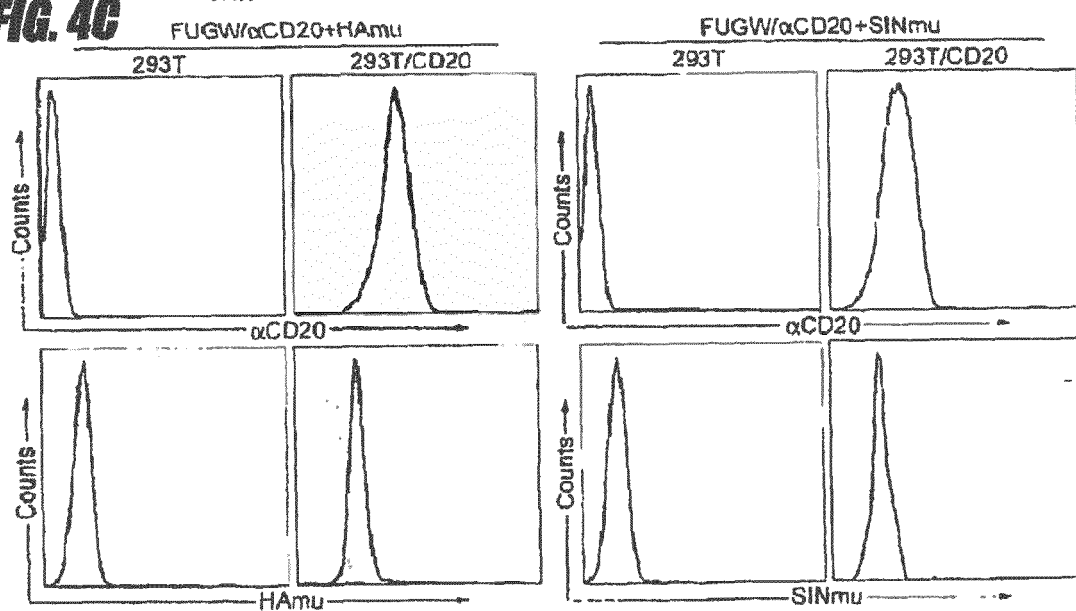 FIG. 4C
FUGW/αCD20+HAmu
FUGW/αCD20+SINmu
293T
293T/CD20
293T
293T/CD20
Counts
Counts
αCD20
αCD20
Counts
Counts
HAmu
SINmu